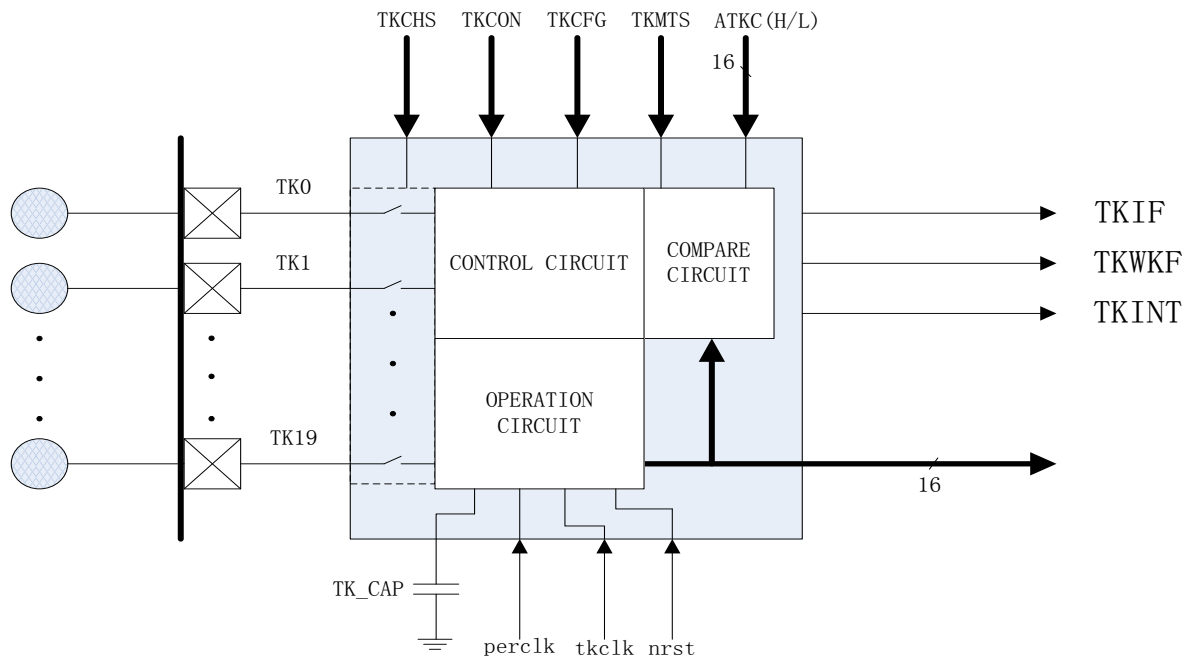 TKCHS TKCON TKCFG TKMTS ATKC(H/L)
16
TK0
TKIF
TK1
CONTROL CIRCUIT
COMPARE
CIRCUIT
TKWKF
TKINT
OPERATION
CIRCUIT
TK19
16
TK_CAP
perclk tkclk nrst